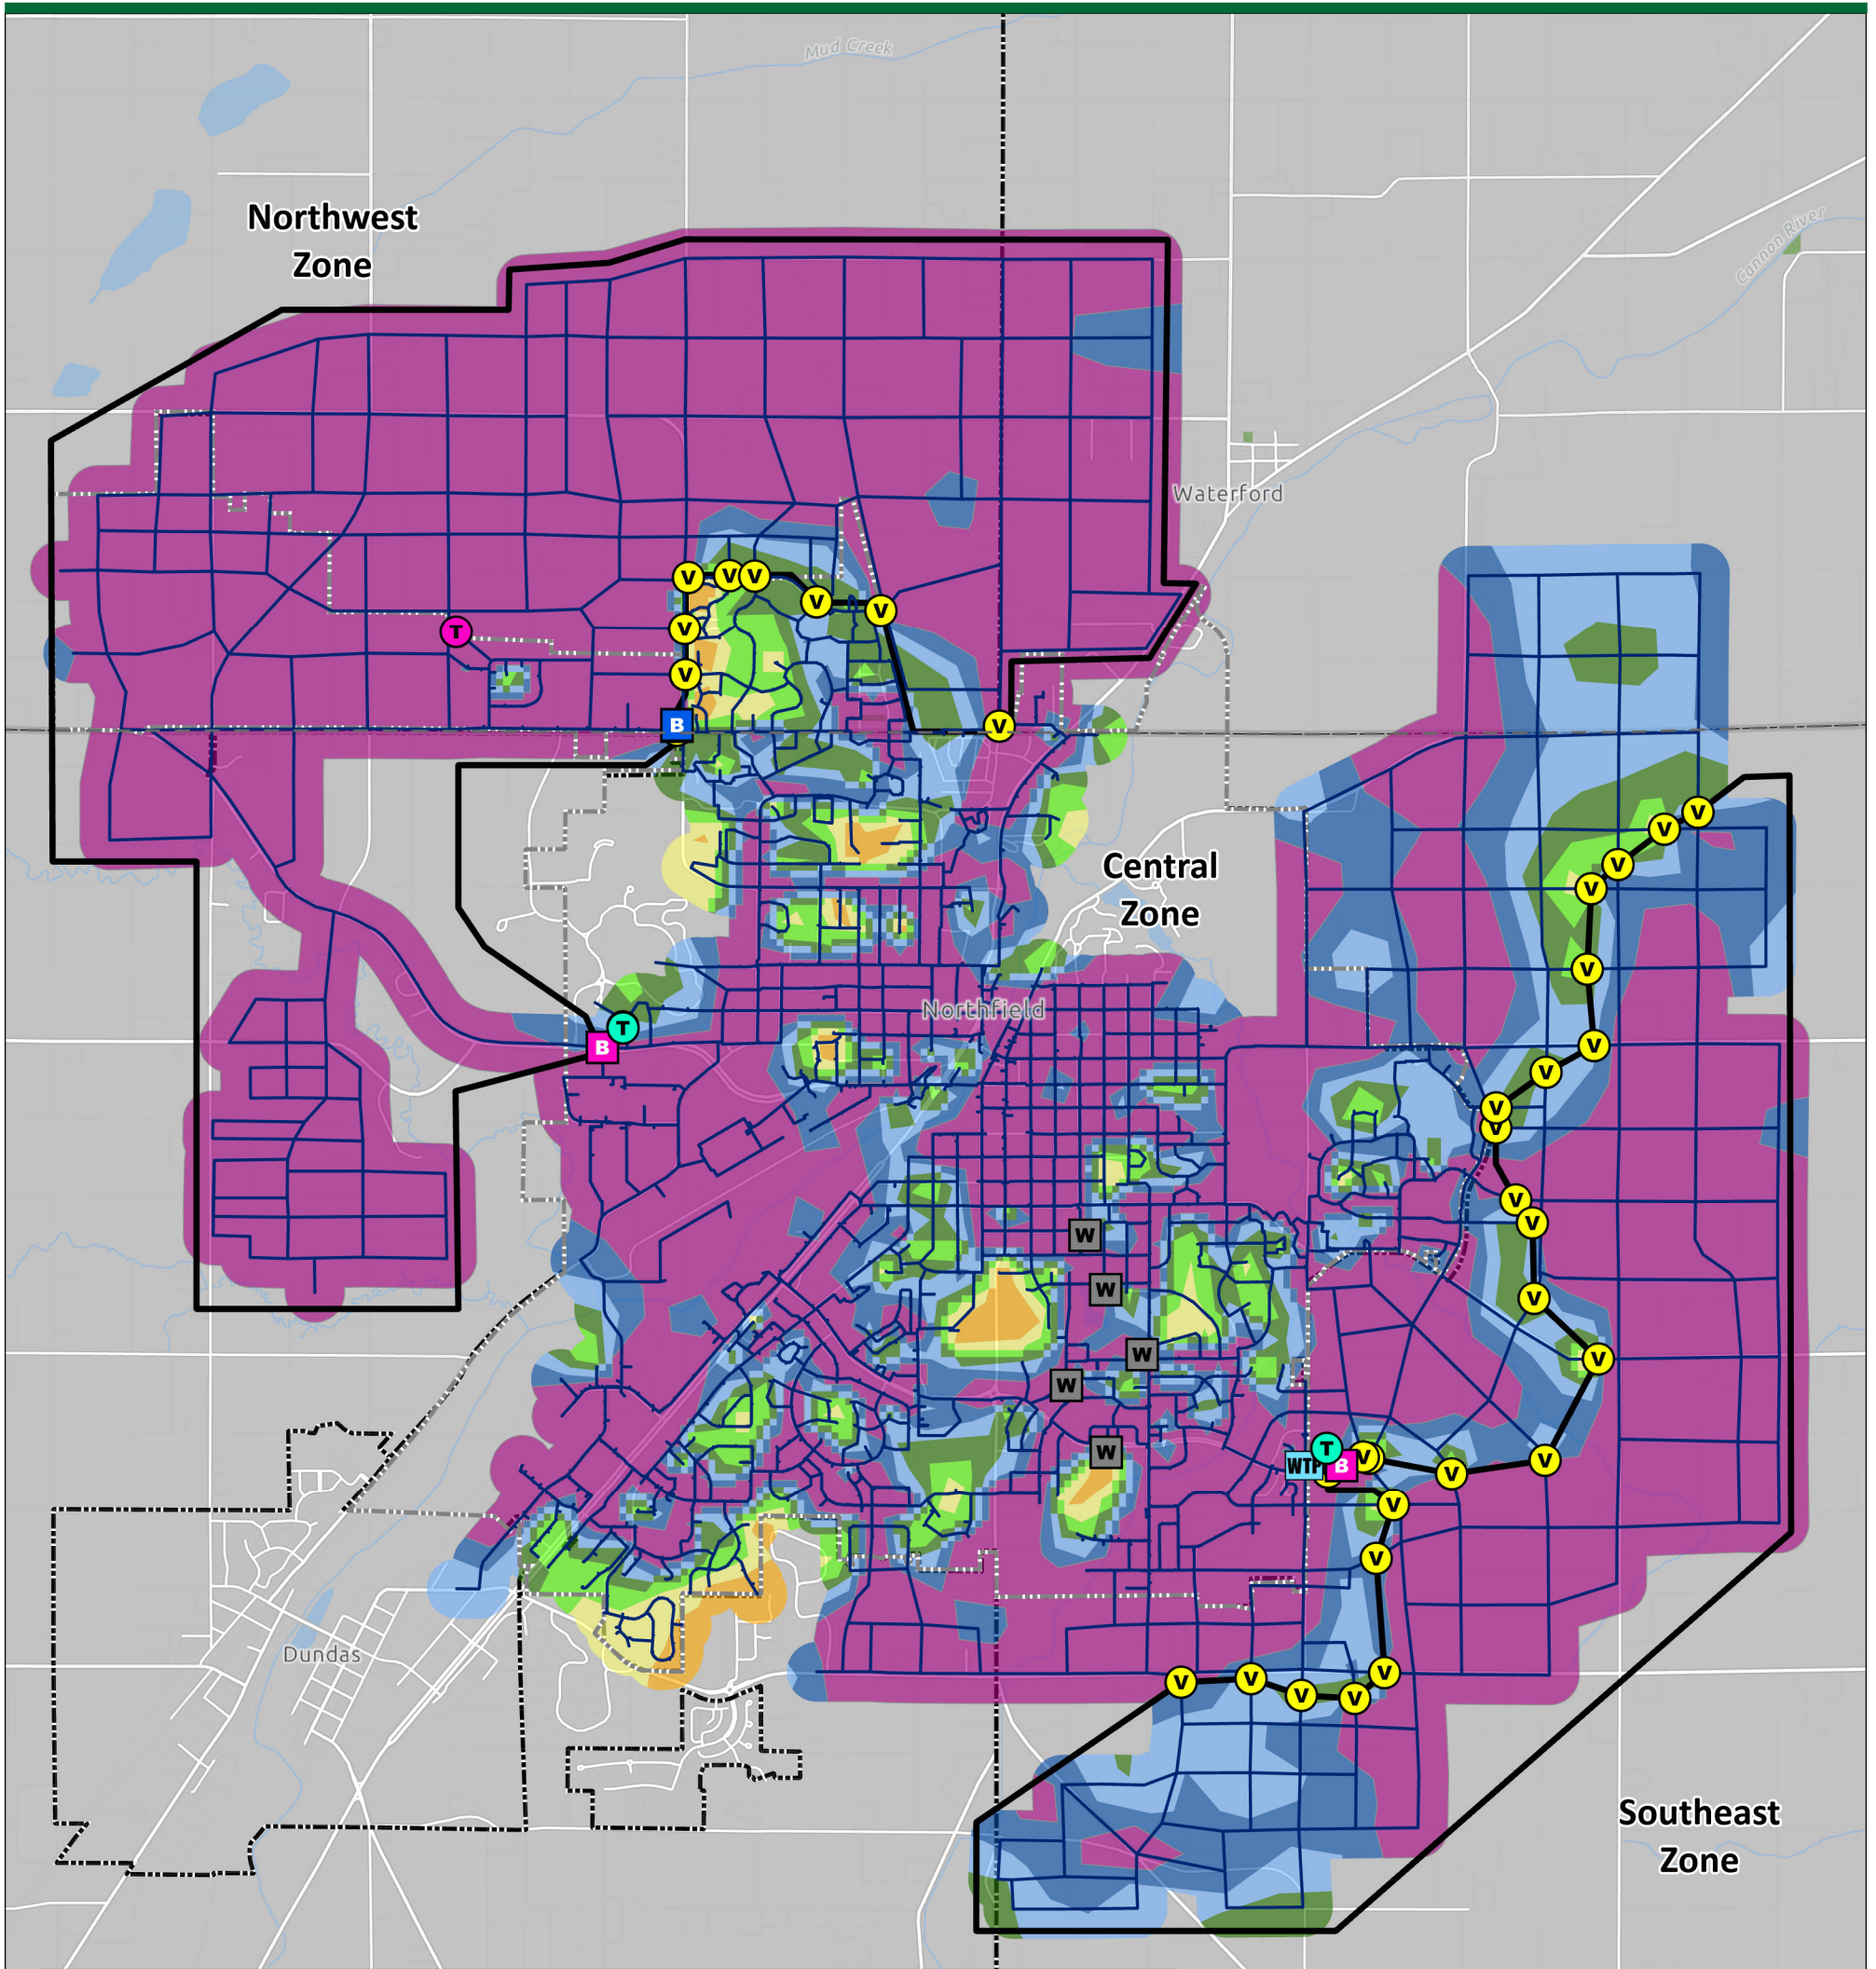 Mud Creek
Northwest
Zone
Cannon River
Waterford
V
V
V
V
V
V
V
T
B
V
V
V
V
Central
Zone
V
V
Northfield
T
B
V
V
V
V
V
V
W
V
W
W
V
W
T
V
W
WTP
B
V
V
V
V
Dundas
V
V
V
V
V
Southeast
Zone